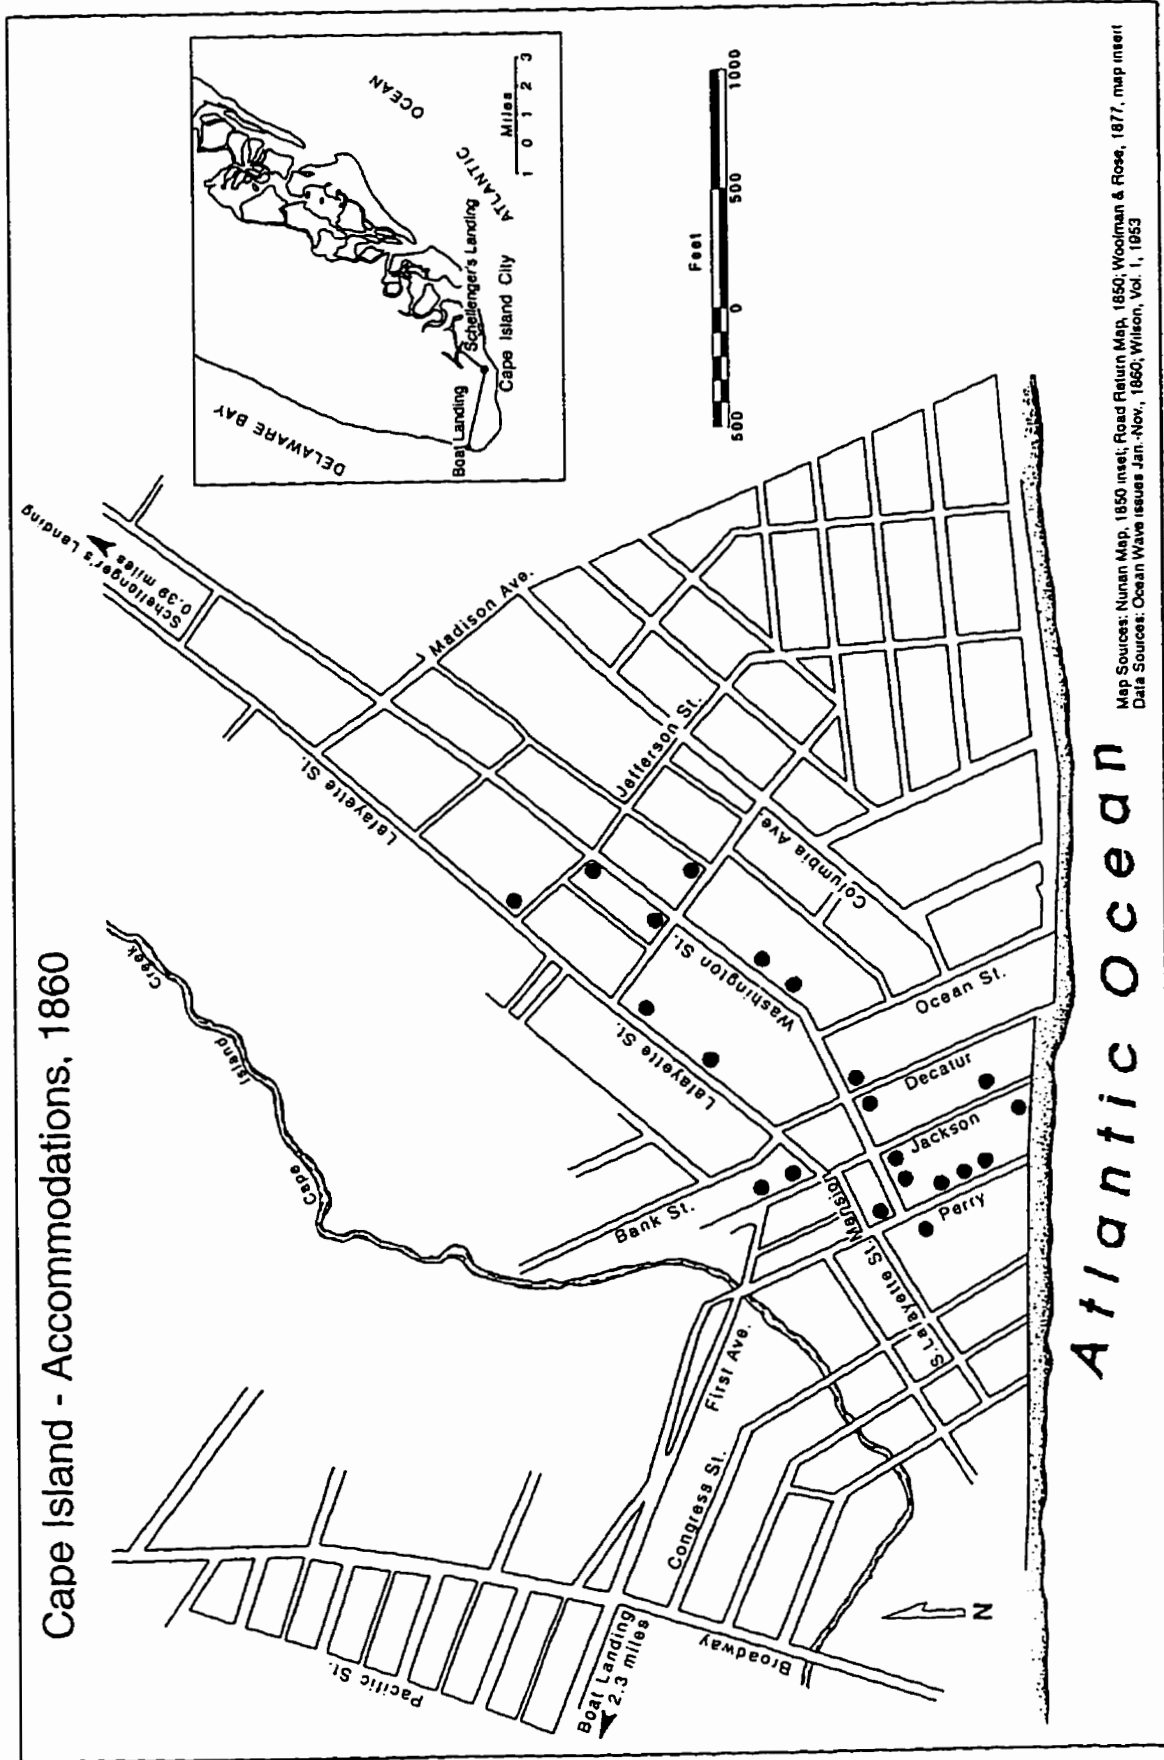 Cape Island - Accommodations, 1860
DELAWARE BAY
ATLANTIC
OCEAN
Boat Landing
Schellenger's Landing
Cape Island City
Miles
1 0 1 2 3
Feet
500 0 500 1000
Schellanger's Landing
0.39 miles
Cape
Island
Creek
Madison Ave.
Lafayette St.
Jefferson St.
Columbia Ave.
Washington St.
Lafayette St.
Ocean St.
Decatur
Jackson
Perry
Mansion
Bank St.
S. Lafayette St.
First Ave.
Congress St.
Broadway
Pacific St.
Boat Landing
2.3 miles
N
Atlantic Ocean
Map Sources: Nunan Map, 1850 inset; Road Return Map, 1850; Woolman & Rose, 1877, map insert
Data Sources: Ocean Wave issues Jan.-Nov., 1860; Wilson, Vol. 1, 1953